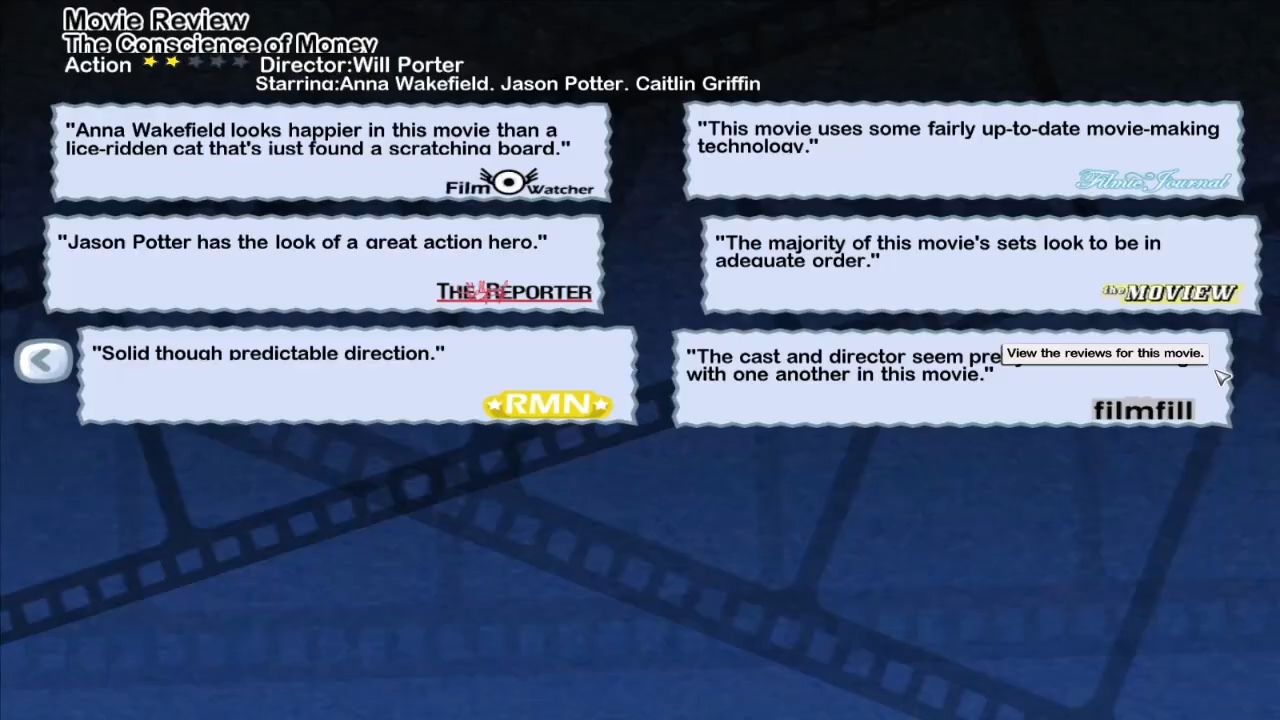 Movie Review
The Conscience of Money
Action
Director:Will Porter
Starring:Anna Wakefield, Jason Potter, Caitlin Griffin
"Anna Wakefield looks happier in this movie than a
lice-ridden cat that's just found a scratching board."
Film Watcher
"This movie uses some fairly up-to-date movie-making
technology."
Filmic Journal
"Jason Potter has the look of a great action hero."
THE REPORTER
"The majority of this movie's sets look to be in
adequate order."
the MOVIEW
"Solid though predictable direction."
RMN
"The cast and director seem
View the reviews for this movie.
with one another in this movie."
filmfill